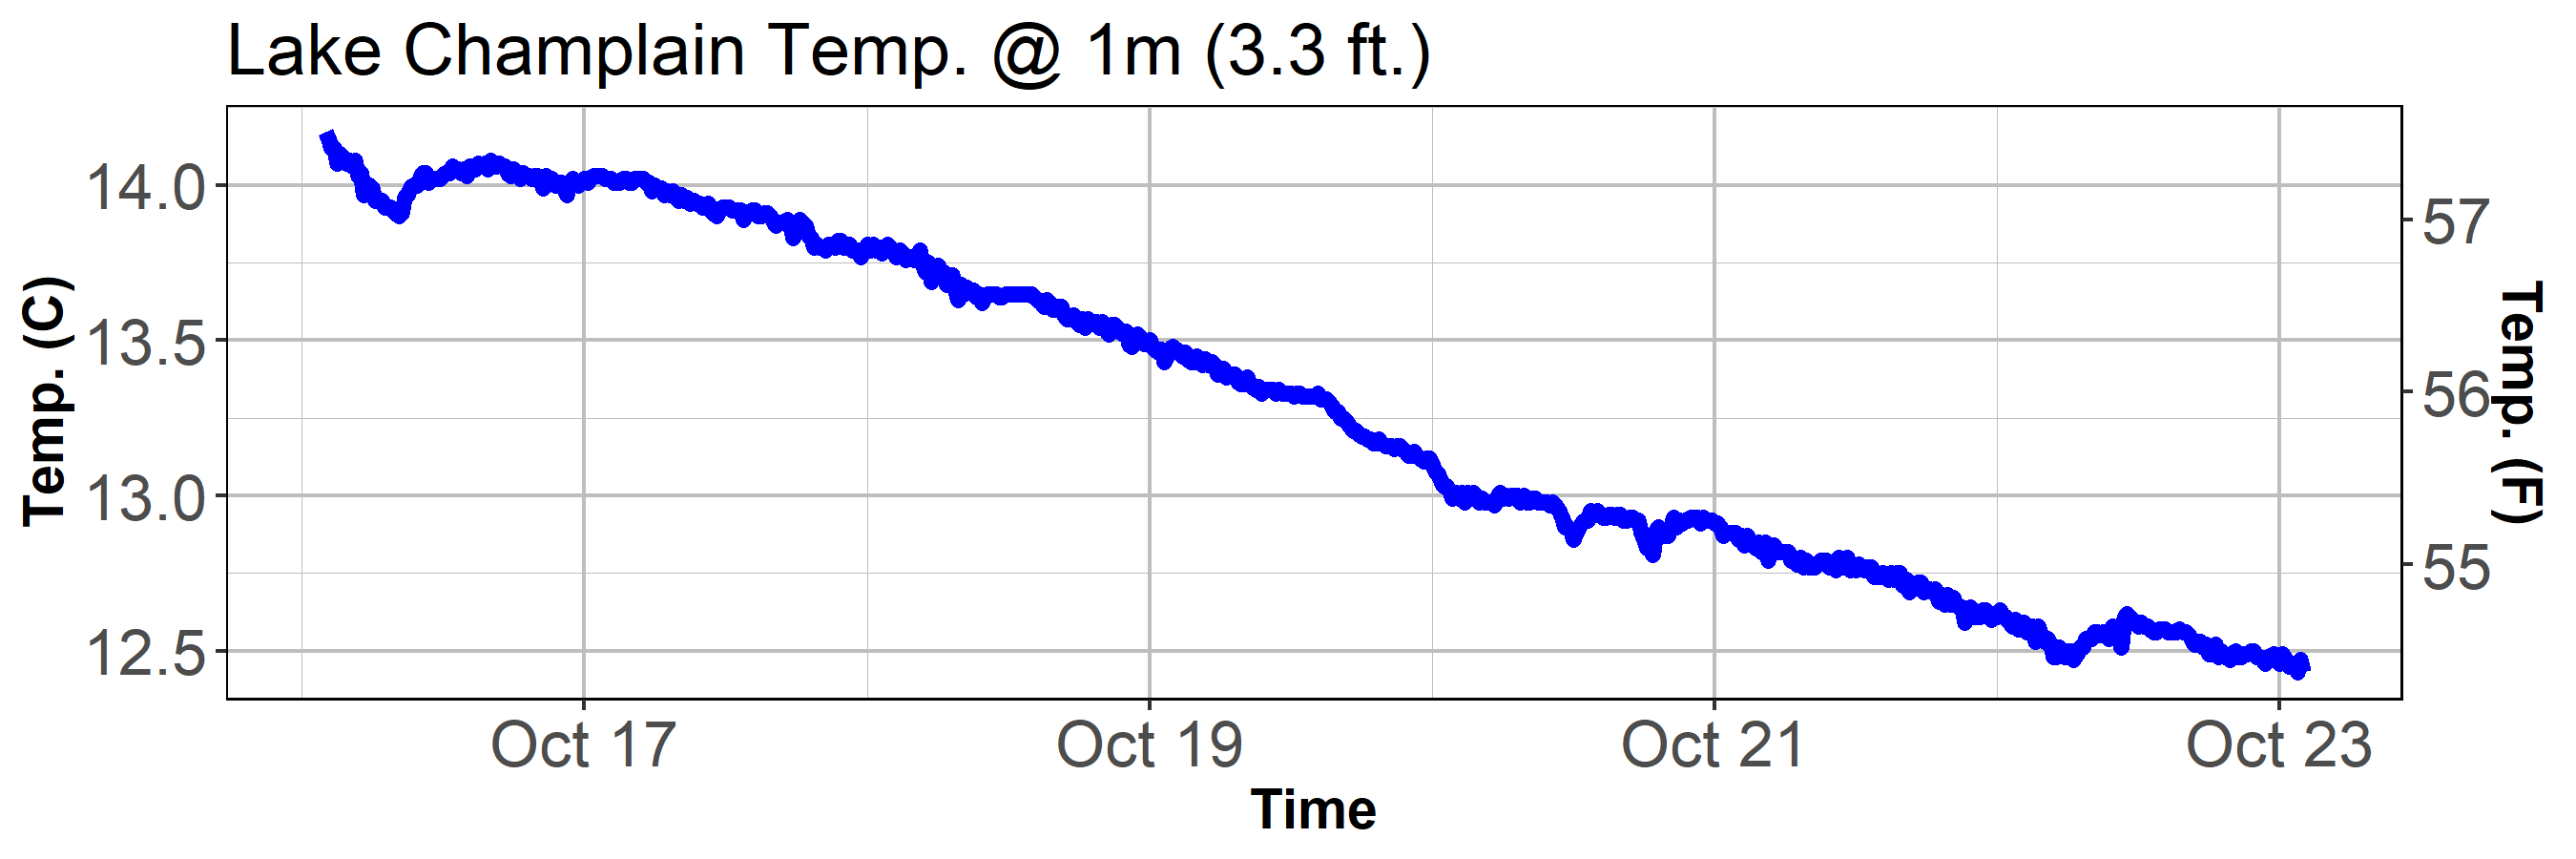 Lake Champlain Temp. @ 1m (3.3 ft.)
Temp. (C)
14.0
13.5
13.0
12.5
57
56
55
Temp. (F)
Oct 17
Oct 19
Oct 21
Oct 23
Time